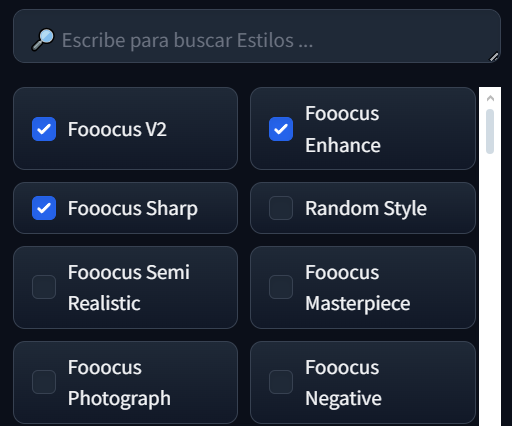 🔎 Escribe para buscar Estilos ...
Fooocus V2
Fooocus
Enhance
Fooocus Sharp
Random Style
Fooocus Semi
Realistic
Fooocus
Masterpiece
Fooocus
Photograph
Fooocus
Negative